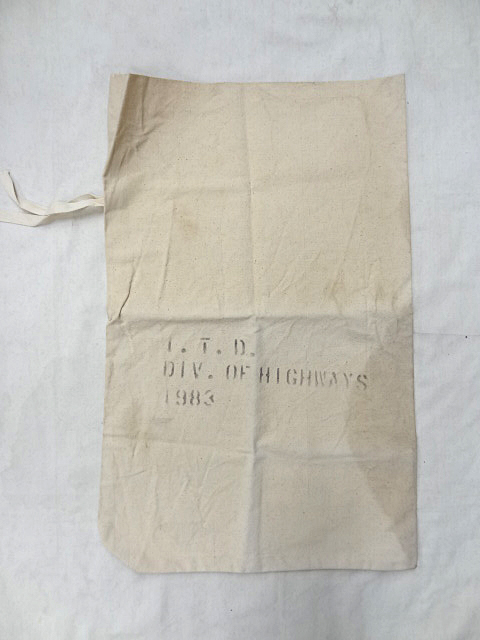 I. T. D.
DIV. OF HIGHWAYS
1983